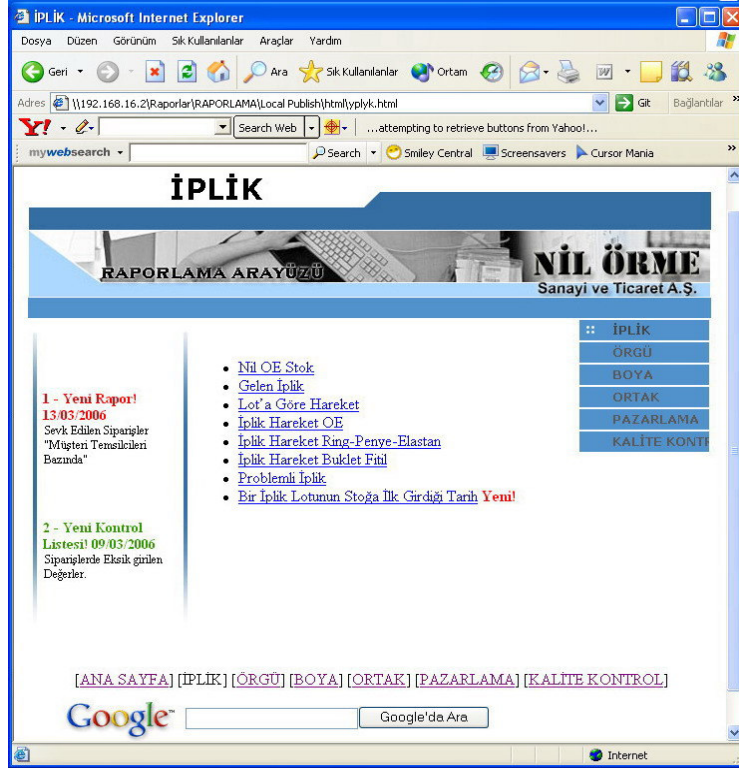 İPLİK - Microsoft Internet Explorer
Dosya Düzen Görünüm Sık Kullanılanlar Araçlar Yardım
Geri Ara Sık Kullanılanlar Ortam
Adres \\192.168.16.2\Raporlar\RAPORLAMA\Local Publish\html\yplyk.html Git Bağlantılar »
Y! Search Web ...attempting to retrieve buttons from Yahoo!...
mywebsearch Search Smiley Central Screensavers Cursor Mania »
İPLİK
RAPORLAMA ARAYÜZÜ
NİL ÖRME
Sanayi ve Ticaret A.Ş.
İPLİK
ÖRGÜ
BOYA
ORTAK
PAZARLAMA
KALİTE KONTR
1 - Yeni Rapor!
13/03/2006
Sevk Edilen Siparişler
"Müşteri Temsilcileri
Bazında"
2 - Yeni Kontrol
Listesi! 09/03/2006
Siparişlerde Eksik girilen
Değerler.
• Nil OE Stok
• Gelen İplik
• Lot'a Göre Hareket
• İplik Hareket OE
• İplik Hareket Ring-Penye-Elastan
• İplik Hareket Buklet Fitil
• Problemli İplik
• Bir İplik Lotunun Stoğa İlk Girdiği Tarih Yeni!
[ANA SAYFA] [İPLİK] [ÖRGÜ] [BOYA] [ORTAK] [PAZARLAMA] [KALİTE KONTROL]
Google™ Google'da Ara
Internet